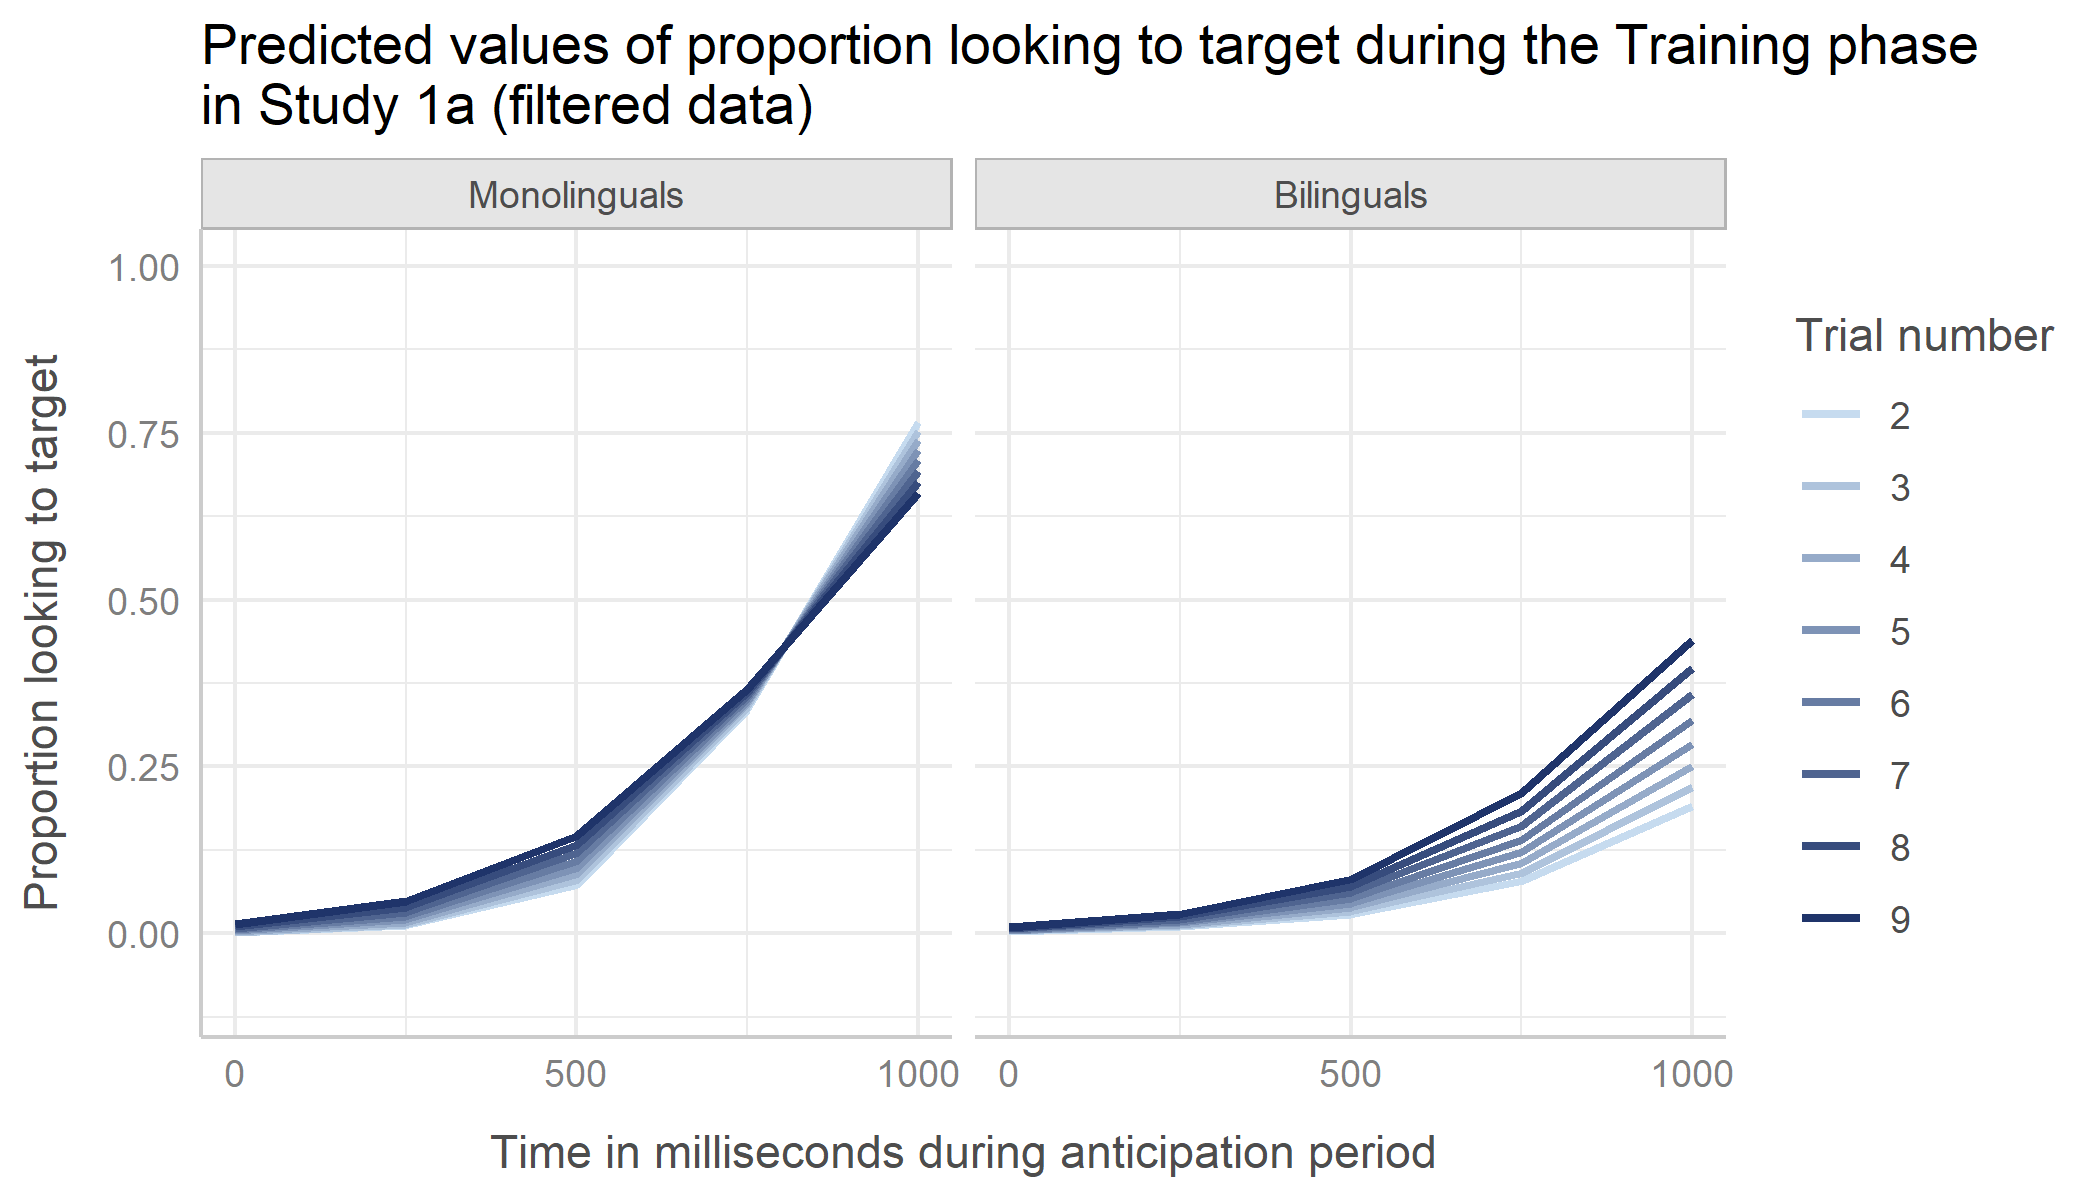 Predicted values of proportion looking to target during the Training phase
in Study 1a (filtered data)
Monolinguals
Bilinguals
Proportion looking to target
1.00
0.75
0.50
0.25
0.00
0
500
1000
0
500
1000
Time in milliseconds during anticipation period
Trial number
2
3
4
5
6
7
8
9